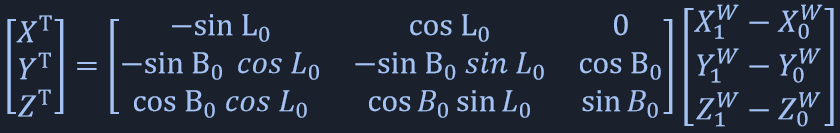 [X^T] = [−sin L₀ cos L₀ 0] [X₁^W − X₀^W]
[Y^T] = [−sin B₀ cos L₀ −sin B₀ sin L₀ cos B₀] [Y₁^W − Y₀^W]
[Z^T] = [cos B₀ cos L₀ cos B₀ sin L₀ sin B₀] [Z₁^W − Z₀^W]